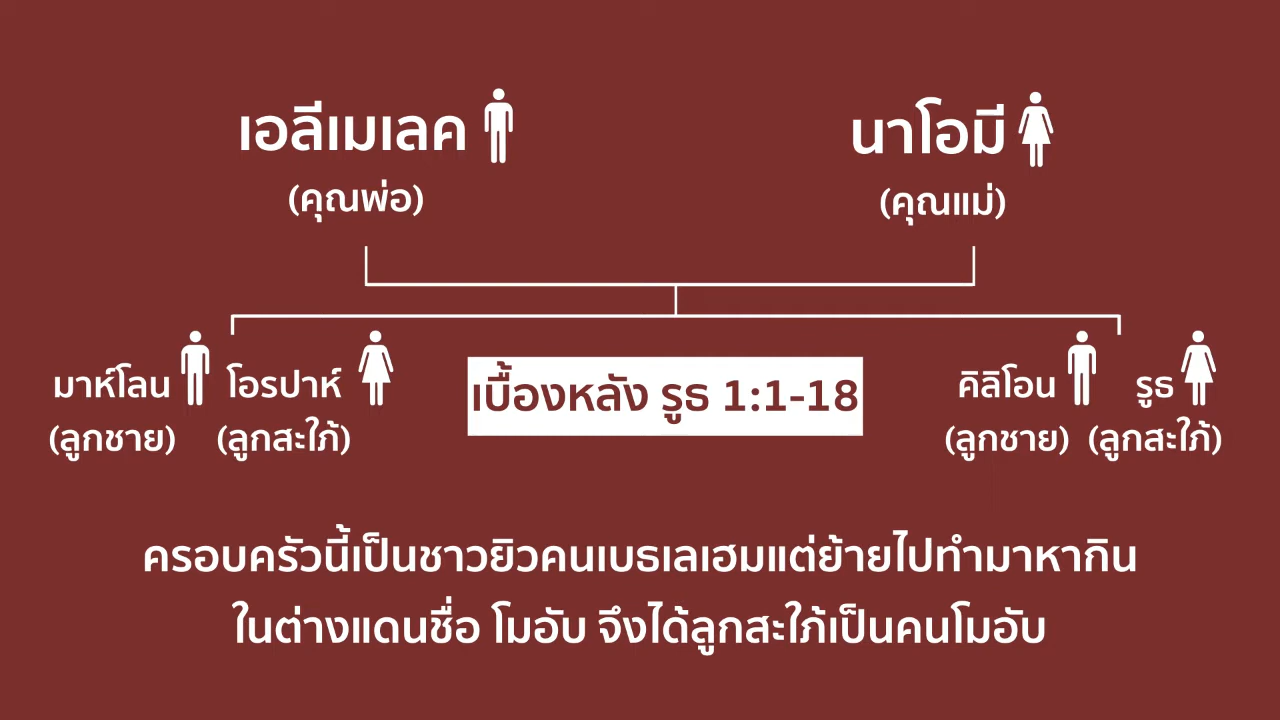 เอลีเมเลค นาโอมี
(คุณพ่อ) (คุณแม่)
มาห์โลน โอรปาห์ เบื้องหลัง รูธ 1:1-18 คิลิโอน รูธ
(ลูกชาย) (ลูกสะใภ้) (ลูกชาย) (ลูกสะใภ้)
ครอบครัวนี้เป็นชาวยิวคนเบธเลเฮมแต่ย้ายไปทำมาหากิน
ในต่างแดนชื่อ โมอับ จึงได้ลูกสะใภ้เป็นคนโมอับ